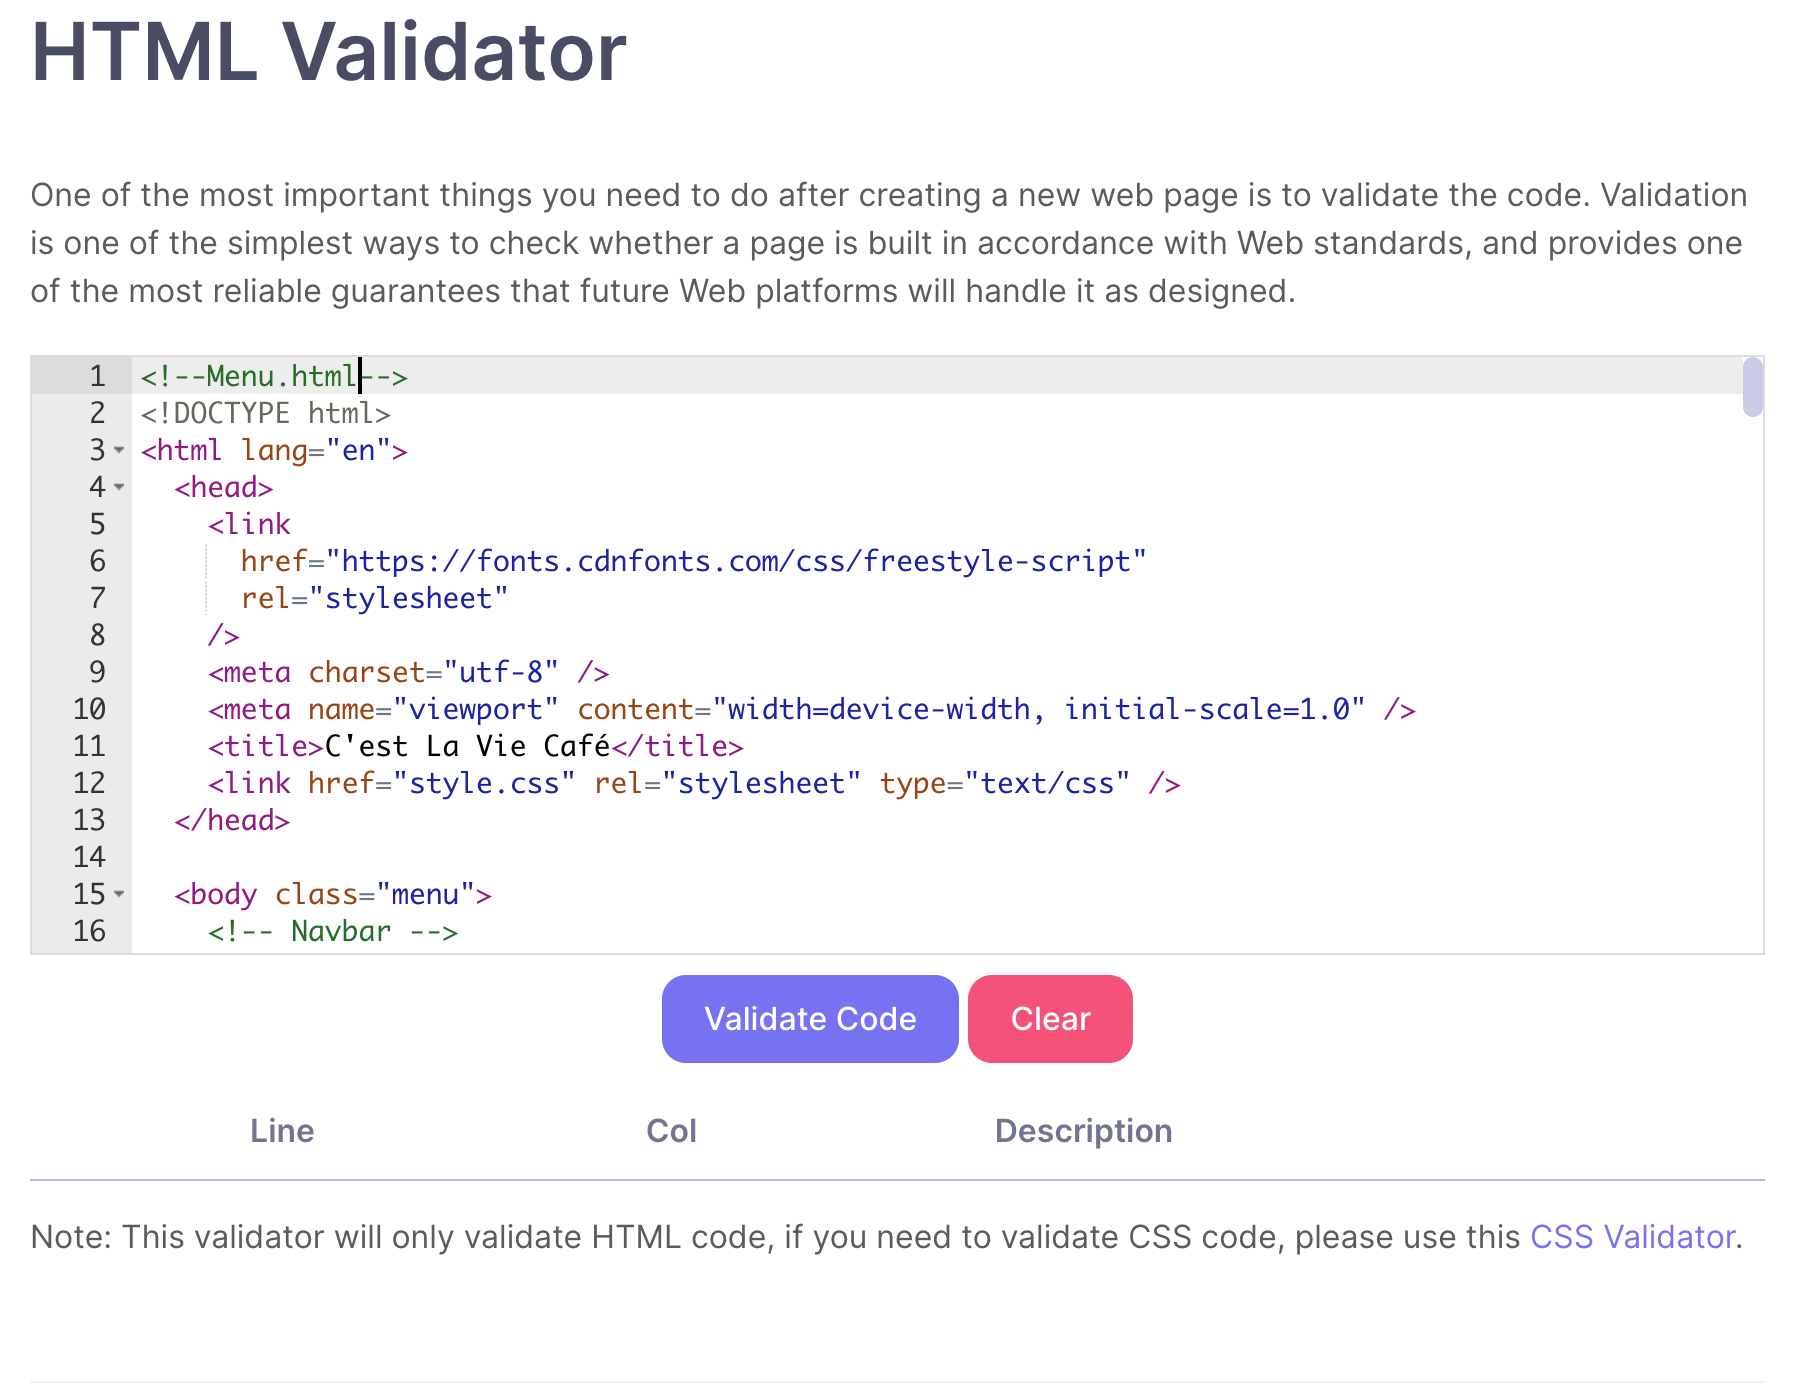 HTML Validator
One of the most important things you need to do after creating a new web page is to validate the code. Validation
is one of the simplest ways to check whether a page is built in accordance with Web standards, and provides one
of the most reliable guarantees that future Web platforms will handle it as designed.
1 <!--Menu.html-->
2 <!DOCTYPE html>
3 <html lang="en">
4   <head>
5     <link
6       href="https://fonts.cdnfonts.com/css/freestyle-script"
7       rel="stylesheet"
8     />
9     <meta charset="utf-8" />
10     <meta name="viewport" content="width=device-width, initial-scale=1.0" />
11     <title>C'est La Vie Café</title>
12     <link href="style.css" rel="stylesheet" type="text/css" />
13   </head>
14
15   <body class="menu">
16     <!-- Navbar -->
Validate Code Clear
Line Col Description
Note: This validator will only validate HTML code, if you need to validate CSS code, please use this CSS Validator.